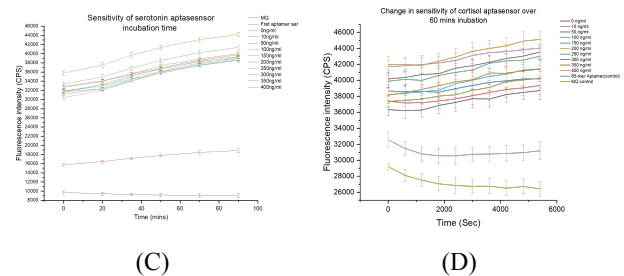 Sensitivity of serotonin aptasesnsor
incubation time
MQ
Fret aptamer ser
0ng/ml
10ng/ml
50ng/ml
100ng/ml
150ng/ml
200ng/ml
250ng/ml
300ng/ml
350ng/ml
400ng/ml
Fluorescence intensity (CPS)
46000
44000
42000
40000
38000
36000
34000
32000
30000
28000
26000
24000
22000
20000
18000
16000
14000
12000
10000
8000
0
20
40
60
80
100
Time (mins)
(C)
Change in sensitivity of cortisol aptasensor over
60 mins inubation
0 ng/ml
10 ng/ml
50 ng/ml
100 ng/ml
150 ng/ml
200 ng/ml
250 ng/ml
300 ng/ml
350 ng/ml
400 ng/ml
85-mer Aptamer(control)
MQ control
Fluorescence intensity (CPS)
46000
44000
42000
40000
38000
36000
34000
32000
30000
28000
26000
0
2000
4000
6000
Time (Sec)
(D)